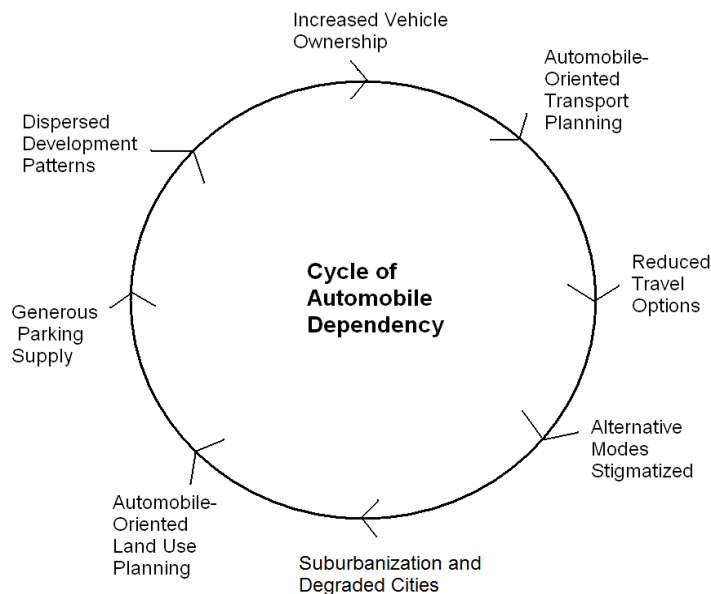 Increased Vehicle
Ownership
Automobile-
Oriented
Transport
Planning
Reduced
Travel
Options
Alternative
Modes
Stigmatized
Suburbanization and
Degraded Cities
Automobile-
Oriented
Land Use
Planning
Generous
Parking
Supply
Dispersed
Development
Patterns
Cycle of
Automobile
Dependency